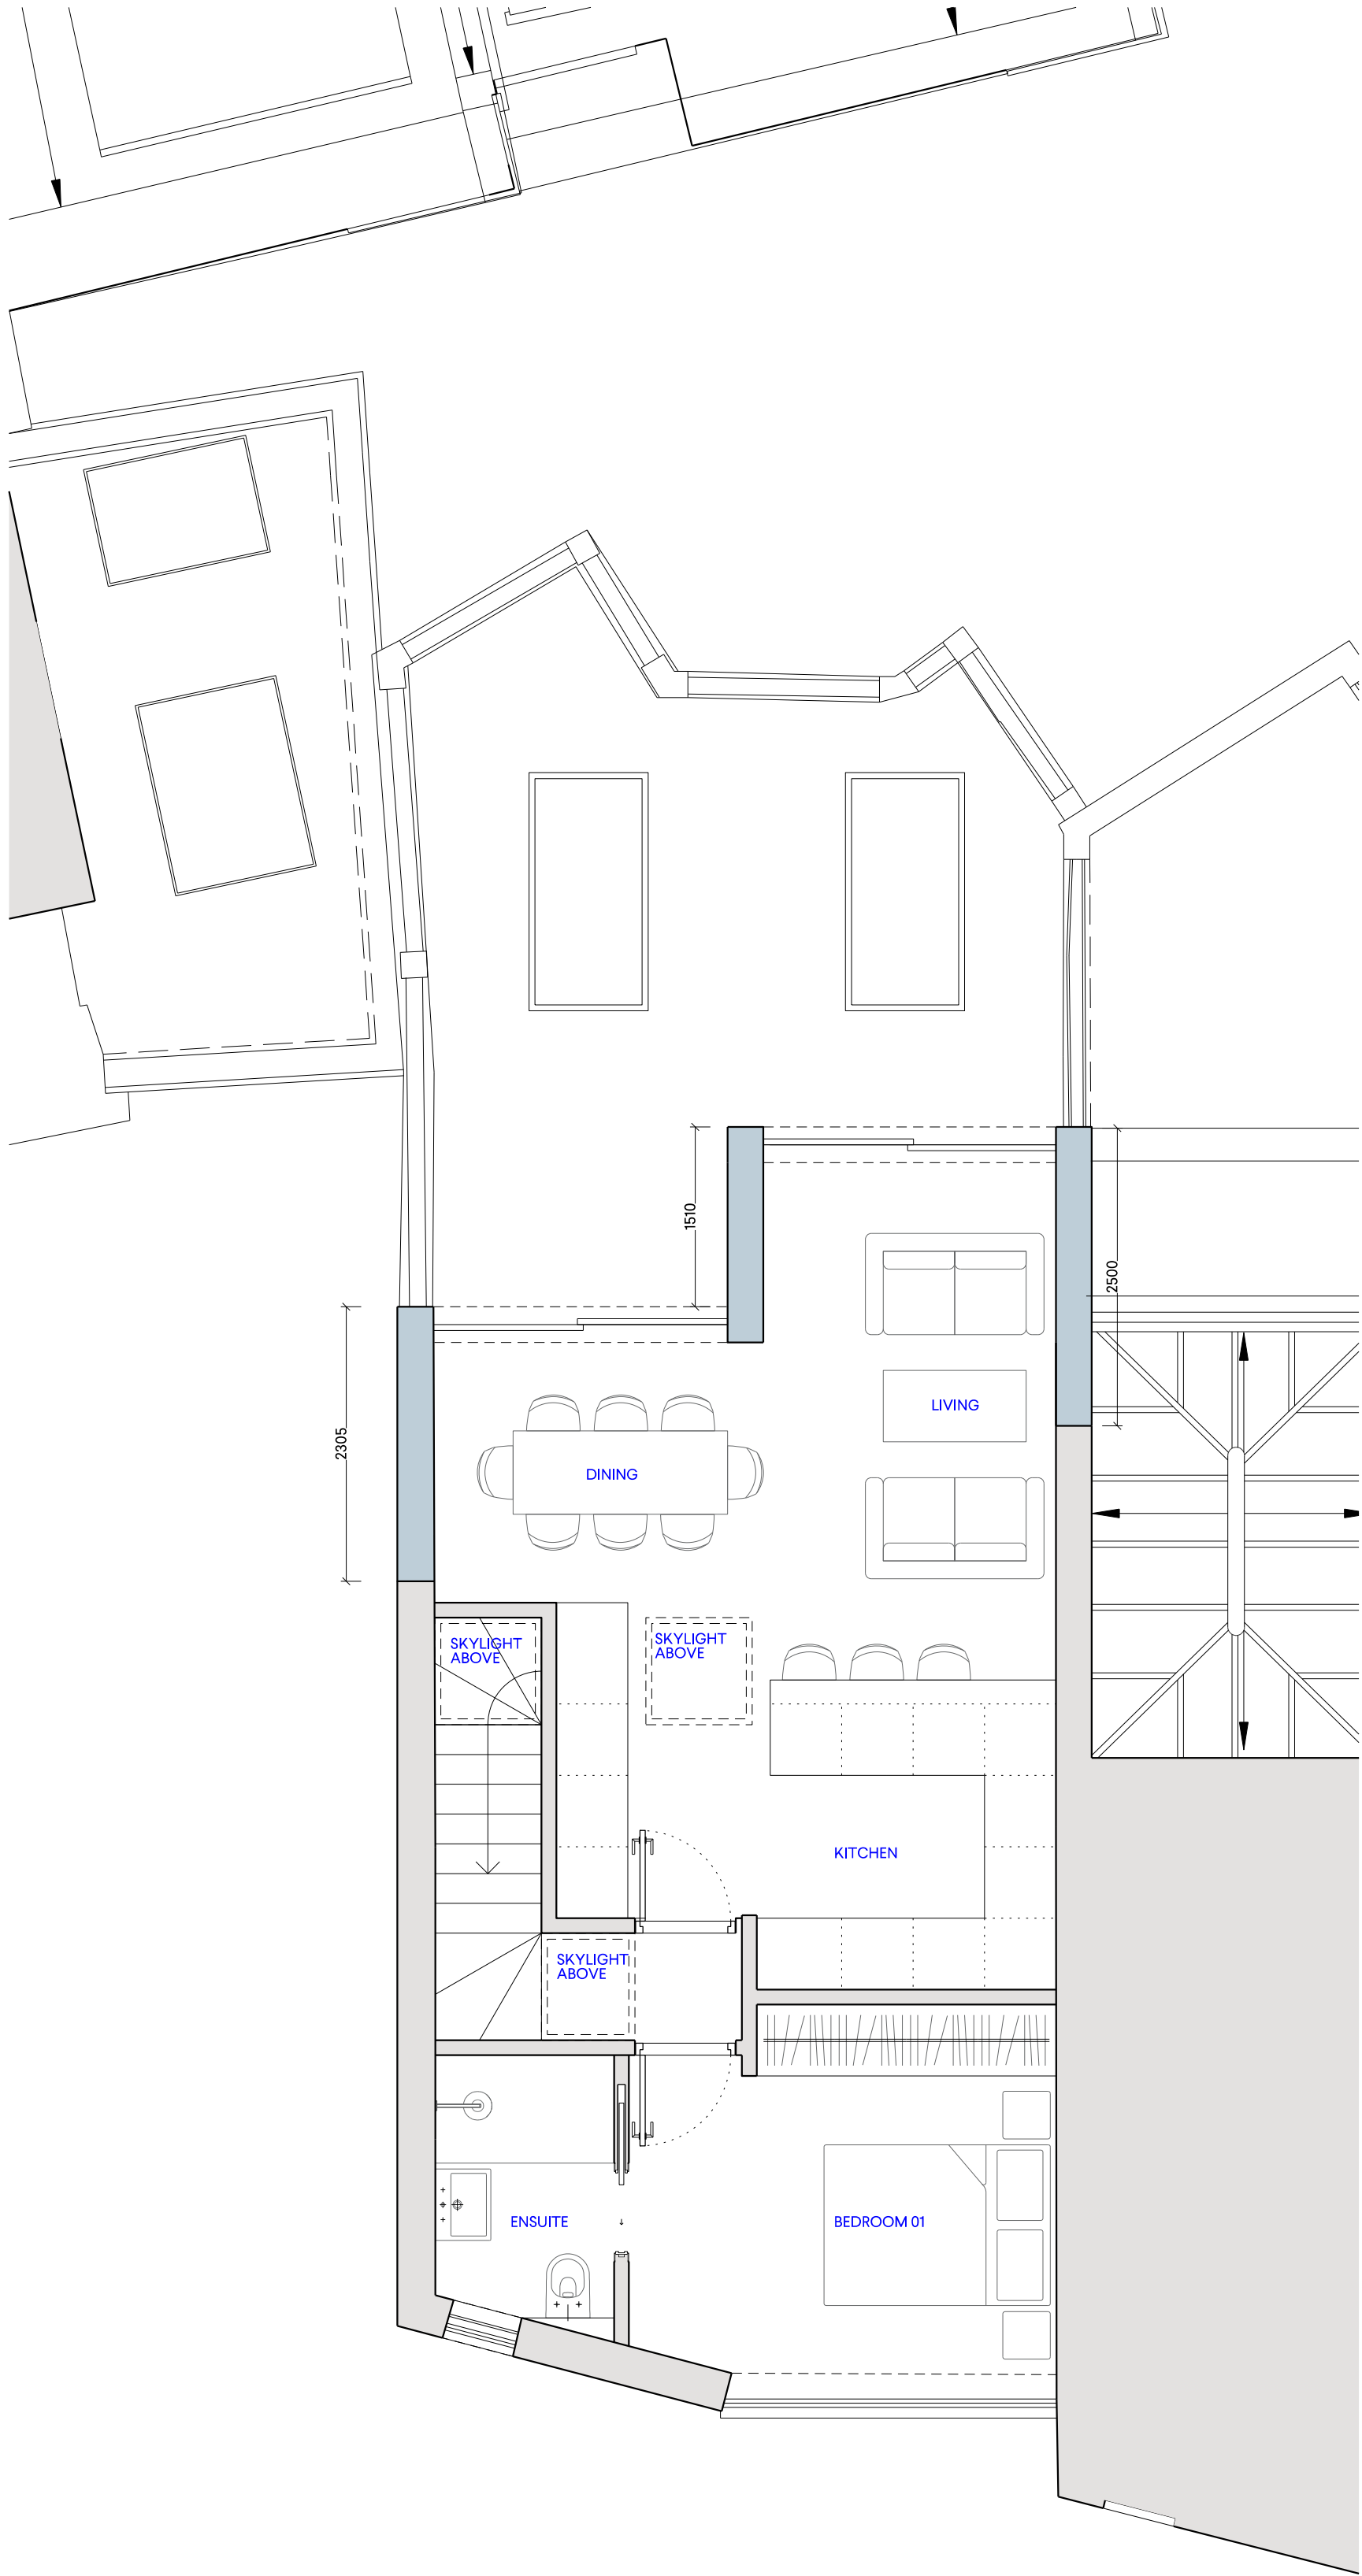 1510
2500
2305
LIVING
DINING
SKYLIGHT
ABOVE
SKYLIGHT
ABOVE
KITCHEN
SKYLIGHT
ABOVE
ENSUITE
BEDROOM 01